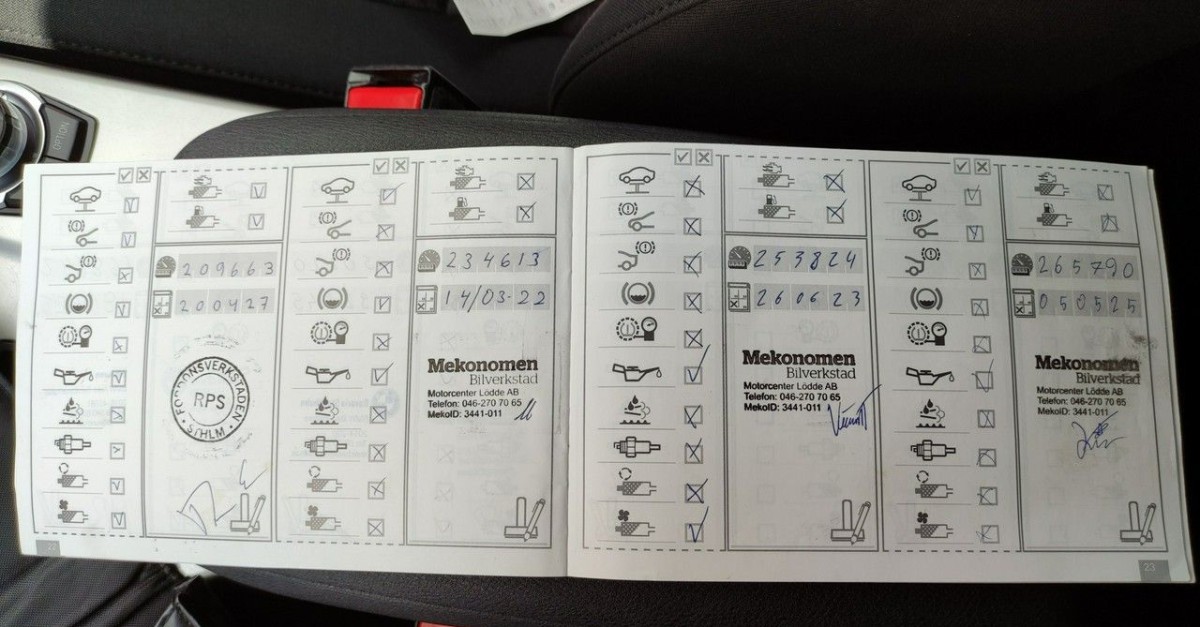 209663
200427
FORDONSVERKSTADEN
RPS
S/HLM
234613
14/03-22
Mekonomen
Bilverkstad
Motorcenter Lödde AB
Telefon: 046-270 70 65
MekoID: 3441-011
253824
260623
Mekonomen
Bilverkstad
Motorcenter Lödde AB
Telefon: 046-270 70 65
MekoID: 3441-011
265790
050525
Mekonomen
Bilverkstad
Motorcenter Lödde AB
Telefon: 046-270 70 65
MekoID: 3441-011
23
OPTION